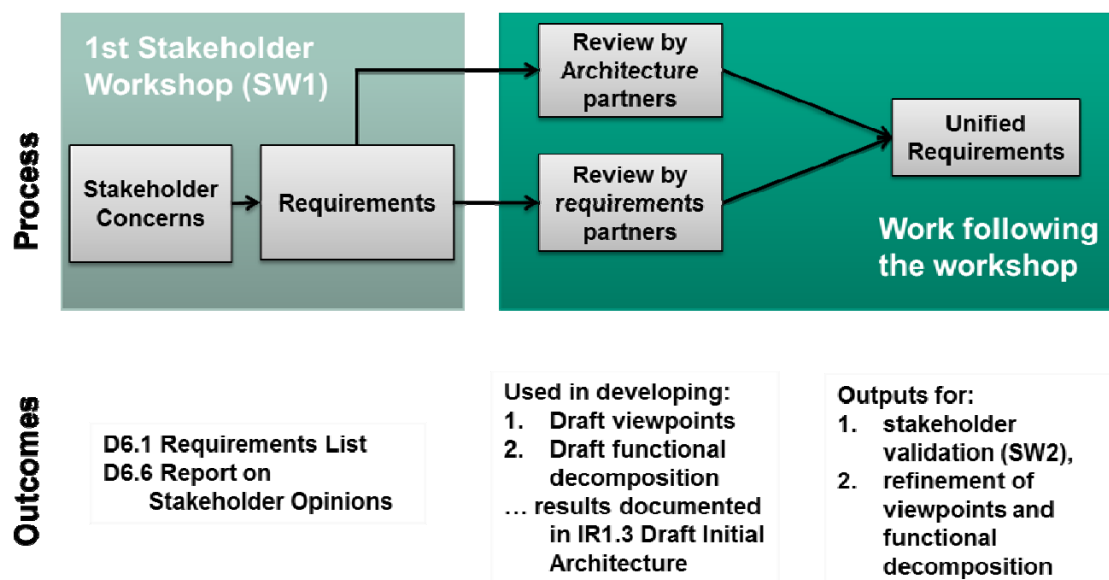 Process
1st Stakeholder
Workshop (SW1)
Stakeholder
Concerns
Requirements
Review by
Architecture
partners
Review by
requirements
partners
Unified
Requirements
Work following
the workshop
Outcomes
D6.1 Requirements List
D6.6 Report on
Stakeholder Opinions
Used in developing:
1. Draft viewpoints
2. Draft functional
decomposition
… results documented
in IR1.3 Draft Initial
Architecture
Outputs for:
1. stakeholder
validation (SW2),
2. refinement of
viewpoints and
functional
decomposition